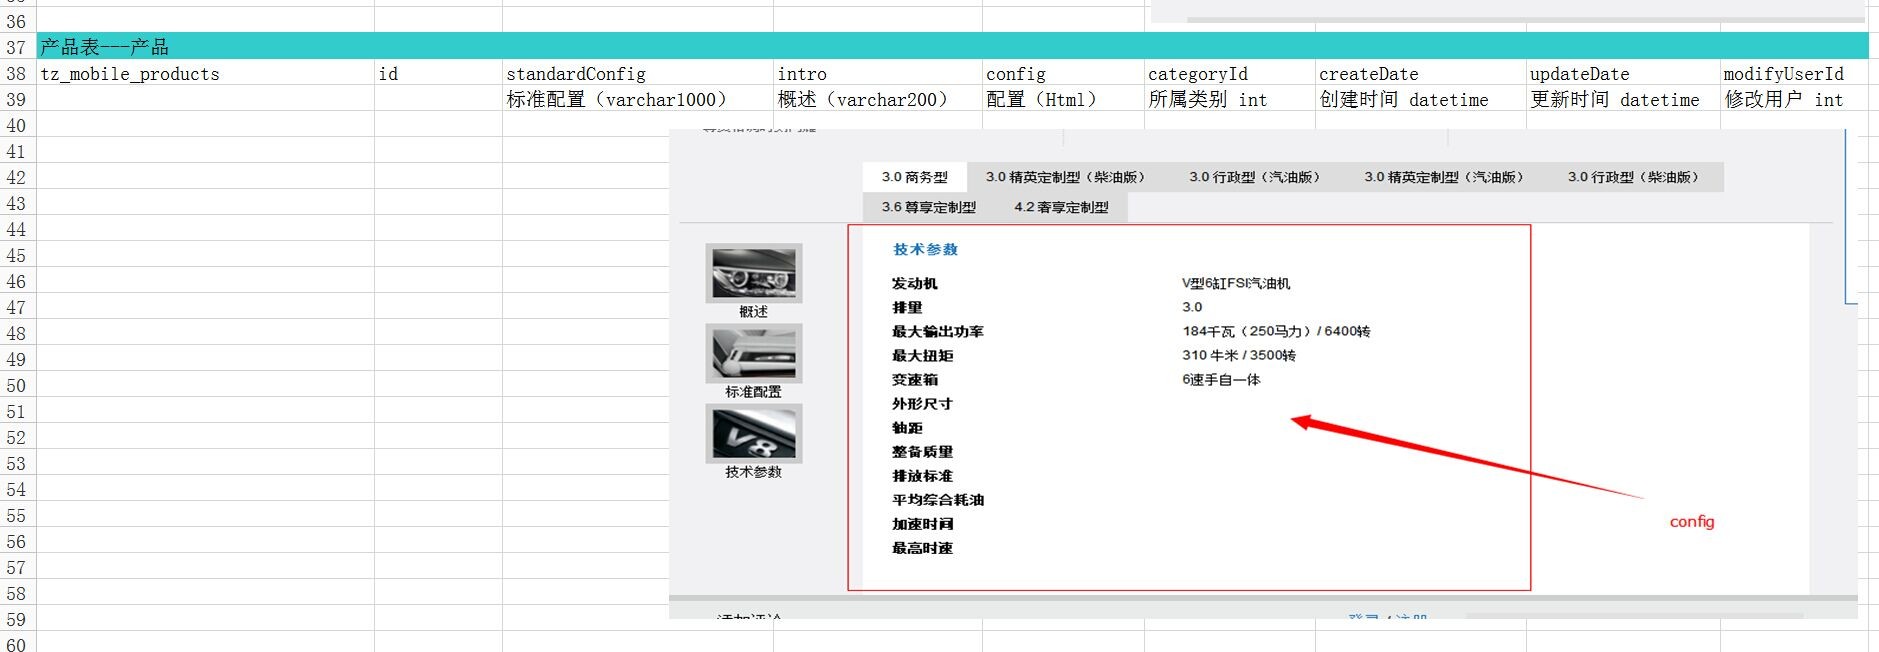 36
37 产品表---产品
38 tz_mobile_products id standardConfig intro config categoryId createDate updateDate modifyUserId
39 标准配置（varchar1000） 概述（varchar200） 配置（Html） 所属类别 int 创建时间 datetime 更新时间 datetime 修改用户 int
40
41
42
43
44
45
46
47
48
49
50
51
52
53
54
55
56
57
58
59
60
3.0 商务型 3.0 精英定制型（柴油版） 3.0 行政型（汽油版） 3.0 精英定制型（汽油版） 3.0 行政型（柴油版）
3.6 尊享定制型 4.2 奢享定制型
概述
标准配置
技术参数
技术参数
发动机 V型6缸FSI汽油机
排量 3.0
最大输出功率 184千瓦（250马力）/ 6400转
最大扭矩 310 牛米 / 3500转
变速箱 6速手自一体
外形尺寸
轴距
整备质量
排放标准
平均综合耗油
加速时间
最高时速
config
添加评论 登录 / 注册